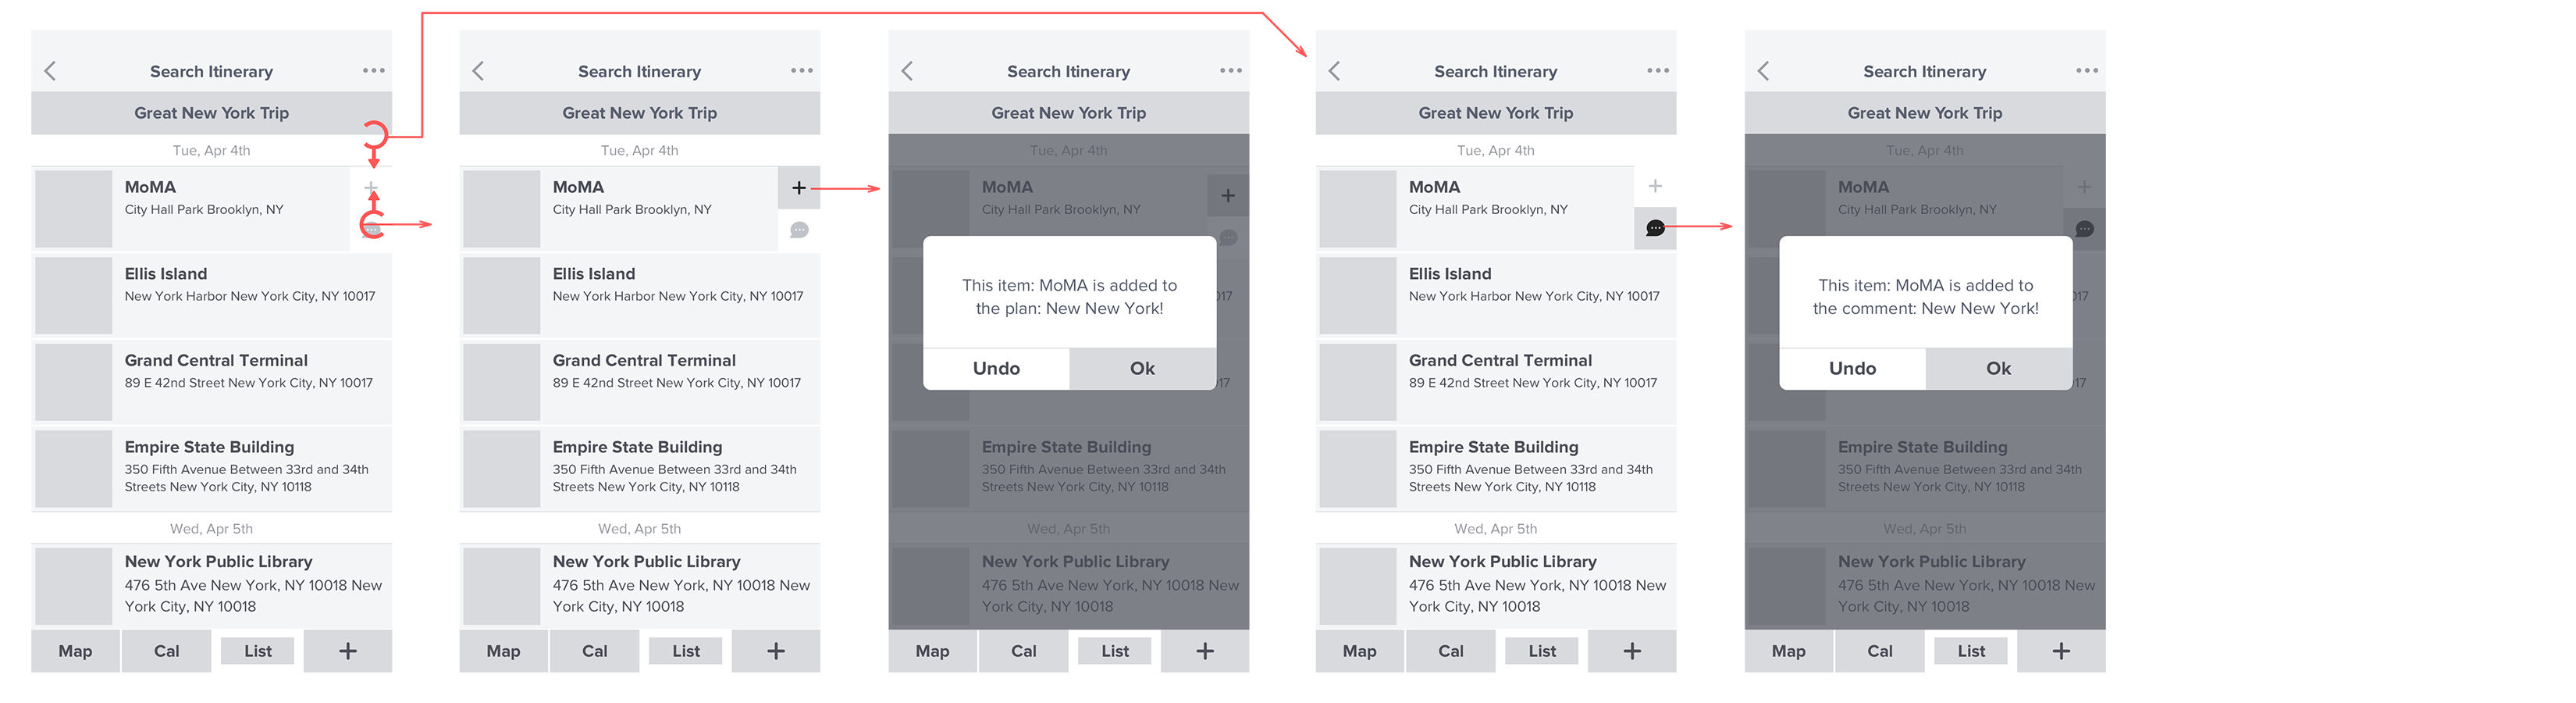 Search Itinerary
Great New York Trip
Tue, Apr 4th
MoMA
City Hall Park Brooklyn, NY
Ellis Island
New York Harbor New York City, NY 10017
Grand Central Terminal
89 E 42nd Street New York City, NY 10017
Empire State Building
350 Fifth Avenue Between 33rd and 34th
Streets New York City, NY 10118
Wed, Apr 5th
New York Public Library
476 5th Ave New York, NY 10018 New
York City, NY 10018
Map Cal List +
Search Itinerary
Great New York Trip
Tue, Apr 4th
MoMA
City Hall Park Brooklyn, NY
Ellis Island
New York Harbor New York City, NY 10017
Grand Central Terminal
89 E 42nd Street New York City, NY 10017
Empire State Building
350 Fifth Avenue Between 33rd and 34th
Streets New York City, NY 10118
Wed, Apr 5th
New York Public Library
476 5th Ave New York, NY 10018 New
York City, NY 10018
Map Cal List +
Search Itinerary
Great New York Trip
Tue, Apr 4th
MoMA
City Hall Park Brooklyn, NY
This item: MoMA is added to
the plan: New New York!
Undo Ok
Empire State Building
350 Fifth Avenue Between 33rd and 34th
Streets New York City, NY 10118
Wed, Apr 5th
New York Public Library
476 5th Ave New York, NY 10018 New
York City, NY 10018
Map Cal List +
Search Itinerary
Great New York Trip
Tue, Apr 4th
MoMA
City Hall Park Brooklyn, NY
Ellis Island
New York Harbor New York City, NY 10017
Grand Central Terminal
89 E 42nd Street New York City, NY 10017
Empire State Building
350 Fifth Avenue Between 33rd and 34th
Streets New York City, NY 10118
Wed, Apr 5th
New York Public Library
476 5th Ave New York, NY 10018 New
York City, NY 10018
Map Cal List +
Search Itinerary
Great New York Trip
Tue, Apr 4th
MoMA
City Hall Park Brooklyn, NY
This item: MoMA is added to
the comment: New New York!
Undo Ok
Empire State Building
350 Fifth Avenue Between 33rd and 34th
Streets New York City, NY 10118
Wed, Apr 5th
New York Public Library
476 5th Ave New York, NY 10018 New
York City, NY 10018
Map Cal List +